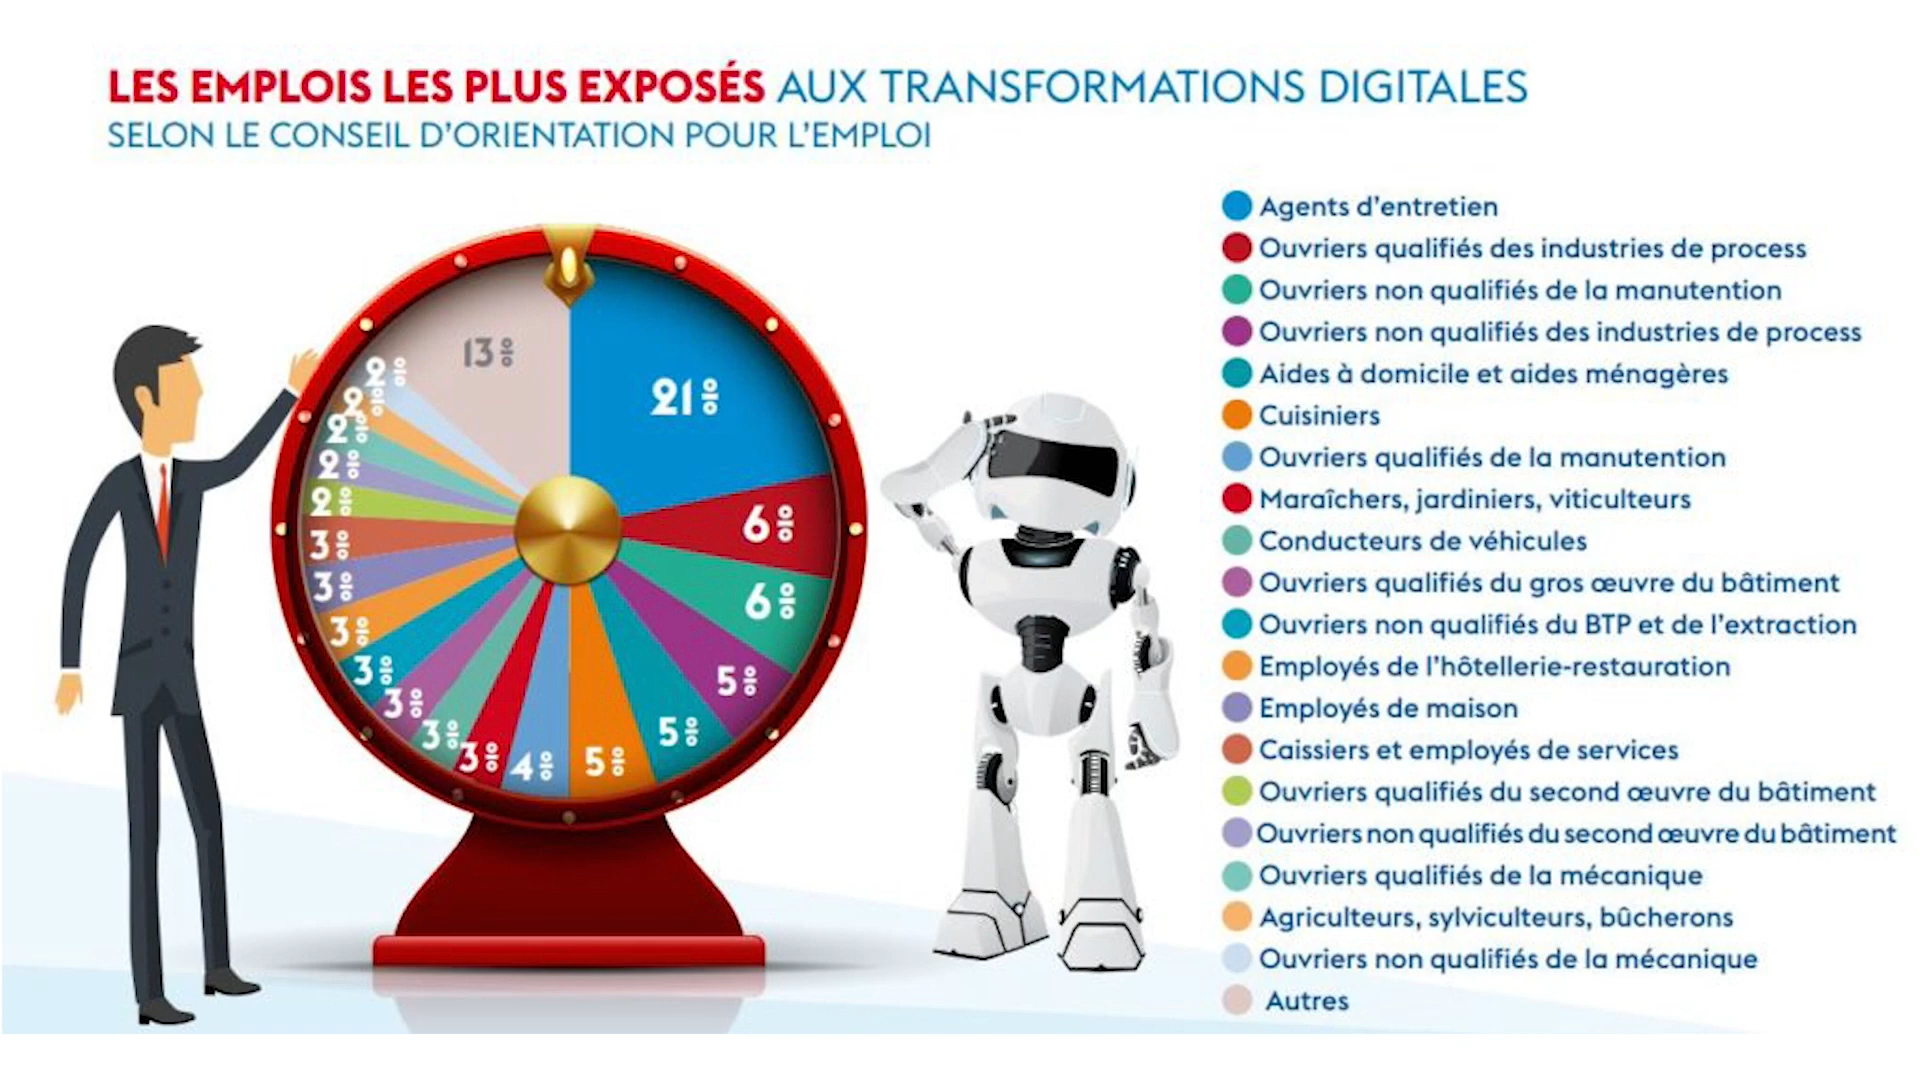 LES EMPLOIS LES PLUS EXPOSÉS AUX TRANSFORMATIONS DIGITALES
SELON LE CONSEIL D'ORIENTATION POUR L'EMPLOI
13%
21%
6%
6%
5%
5%
5%
4%
3%
3%
3%
3%
3%
3%
3%
2%
2%
2%
2%
2%
Agents d'entretien
Ouvriers qualifiés des industries de process
Ouvriers non qualifiés de la manutention
Ouvriers non qualifiés des industries de process
Aides à domicile et aides ménagères
Cuisiniers
Ouvriers qualifiés de la manutention
Maraîchers, jardiniers, viticulteurs
Conducteurs de véhicules
Ouvriers qualifiés du gros œuvre du bâtiment
Ouvriers non qualifiés du BTP et de l'extraction
Employés de l'hôtellerie-restauration
Employés de maison
Caissiers et employés de services
Ouvriers qualifiés du second œuvre du bâtiment
Ouvriers non qualifiés du second œuvre du bâtiment
Ouvriers qualifiés de la mécanique
Agriculteurs, sylviculteurs, bûcherons
Ouvriers non qualifiés de la mécanique
Autres